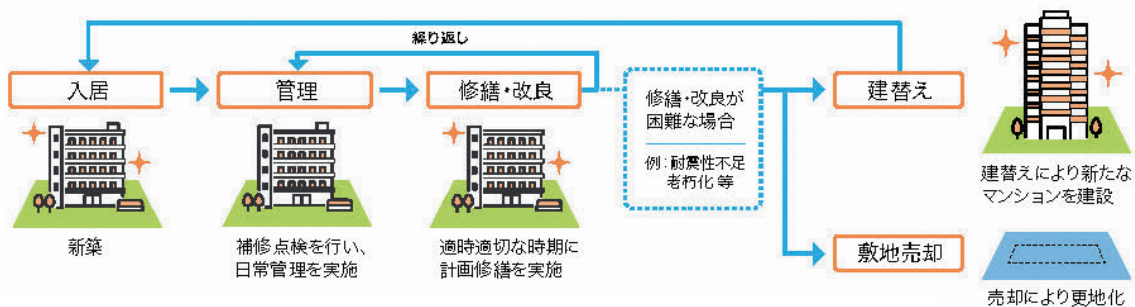 繰り返し
入居
管理
修繕・改良
修繕・改良が
困難な場合
例：耐震性不足
老朽化 等
建替え
敷地売却
新築
補修点検を行い、
日常管理を実施
適時適切な時期に
計画修繕を実施
建替えにより新たな
マンションを建設
売却により更地化